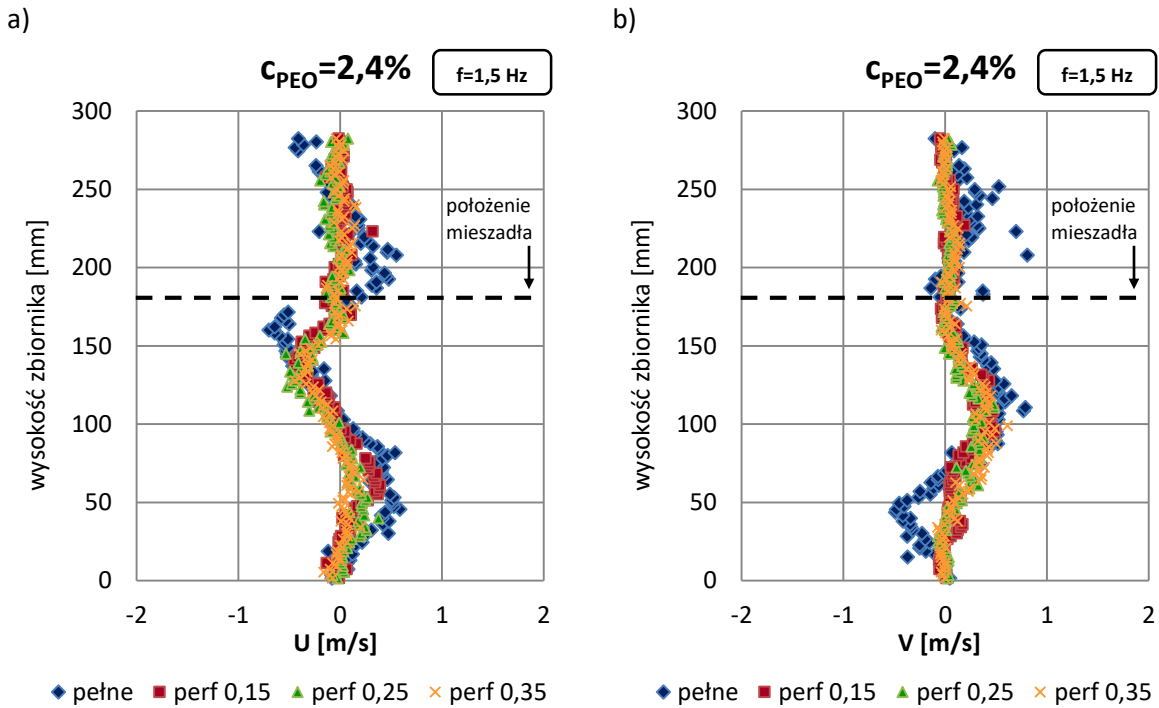 a)
c_PEO=2,4%
f=1,5 Hz
300
250
200
150
100
50
0
wysokość zbiornika [mm]
położenie
mieszadła
-2
-1
0
1
2
U [m/s]
pełne
perf 0,15
perf 0,25
perf 0,35
b)
c_PEO=2,4%
f=1,5 Hz
300
250
200
150
100
50
0
wysokość zbiornika [mm]
położenie
mieszadła
-2
-1
0
1
2
V [m/s]
pełne
perf 0,15
perf 0,25
perf 0,35